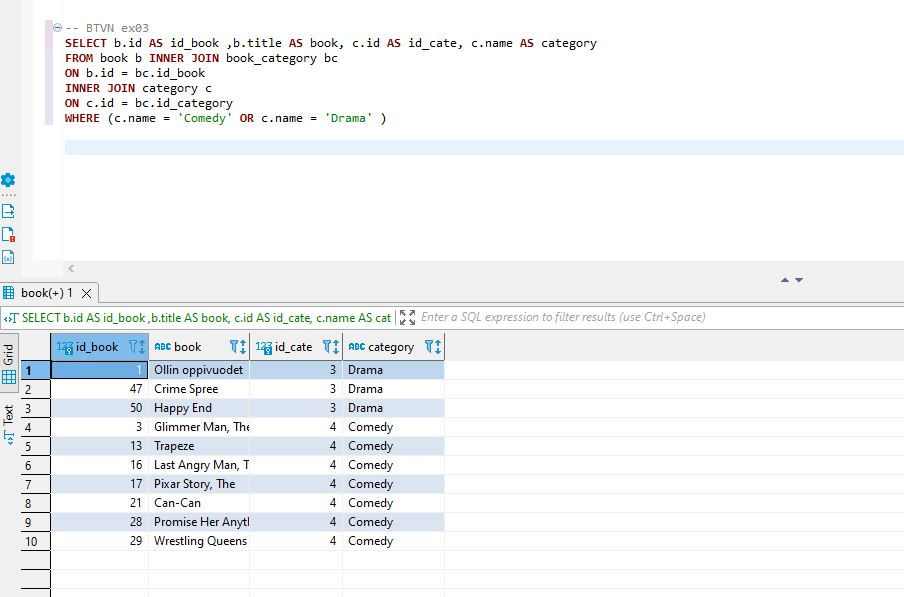 -- BTVN ex03
SELECT b.id AS id_book ,b.title AS book, c.id AS id_cate, c.name AS category
FROM book b INNER JOIN book_category bc
ON b.id = bc.id_book
INNER JOIN category c
ON c.id = bc.id_category
WHERE (c.name = 'Comedy' OR c.name = 'Drama' )
book(+) 1
SELECT b.id AS id_book ,b.title AS book, c.id AS id_cate, c.name AS cat Enter a SQL expression to filter results (use Ctrl+Space)
Grid
Text
123 id_book ABC book 123 id_cate ABC category
1 1 Ollin oppivuodet 3 Drama
2 47 Crime Spree 3 Drama
3 50 Happy End 3 Drama
4 3 Glimmer Man, The 4 Comedy
5 13 Trapeze 4 Comedy
6 16 Last Angry Man, T 4 Comedy
7 17 Pixar Story, The 4 Comedy
8 21 Can-Can 4 Comedy
9 28 Promise Her Anyt 4 Comedy
10 29 Wrestling Queens 4 Comedy